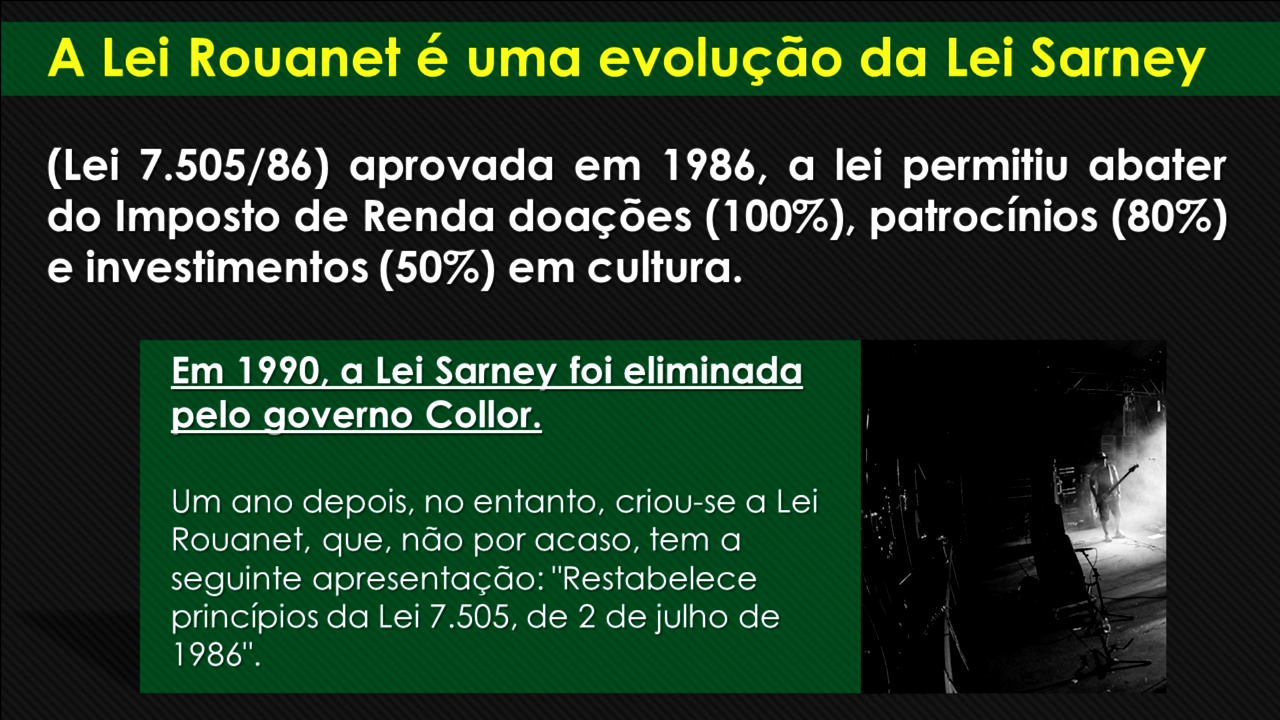 A Lei Rouanet é uma evolução da Lei Sarney
(Lei 7.505/86) aprovada em 1986, a lei permitiu abater
do Imposto de Renda doações (100%), patrocínios (80%)
e investimentos (50%) em cultura.
Em 1990, a Lei Sarney foi eliminada
pelo governo Collor.
Um ano depois, no entanto, criou-se a Lei
Rouanet, que, não por acaso, tem a
seguinte apresentação: "Restabelece
princípios da Lei 7.505, de 2 de julho de
1986".